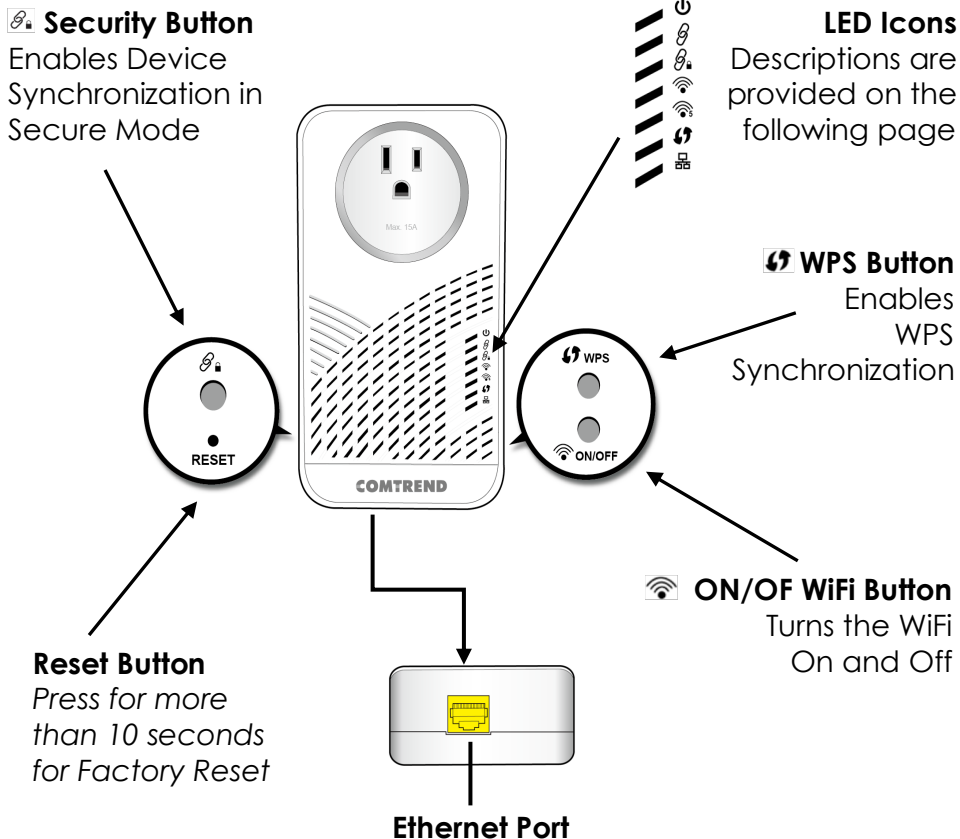 Security Button
Enables Device
Synchronization in
Secure Mode
LED Icons
Descriptions are
provided on the
following page
Max. 15A
WPS Button
Enables
WPS
Synchronization
RESET
WPS
ON/OFF
COMTREND
Reset Button
Press for more
than 10 seconds
for Factory Reset
ON/OF WiFi Button
Turns the WiFi
On and Off
Ethernet Port